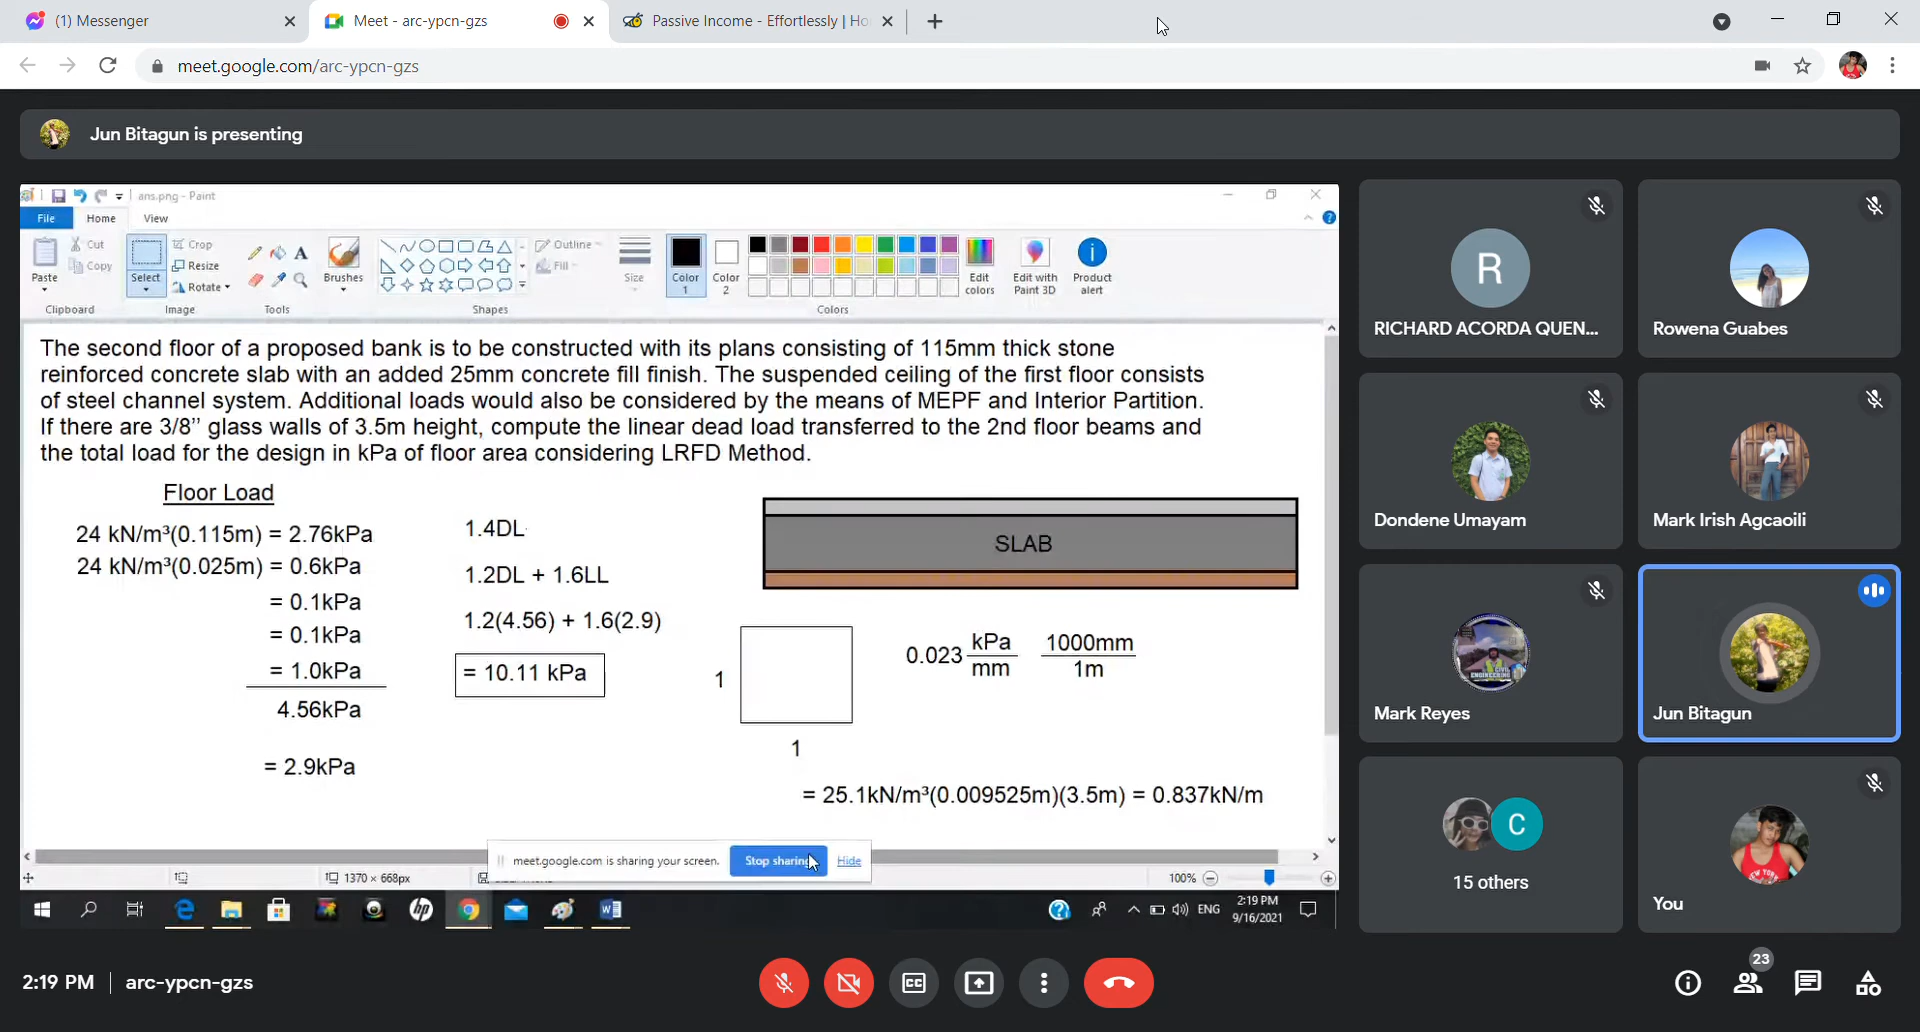 (1) Messenger
Meet - arc-ypcn-gzs
Passive Income - Effortlessly | Ho
meet.google.com/arc-ypcn-gzs
Jun Bitagun is presenting
ans.png - Paint
File Home View
Paste
Cut
Copy
Clipboard
Select
Crop
Resize
Rotate
Image
A
Tools
Brushes
Outline
Fill
Shapes
Size
Color 1
Color 2
Edit colors
Colors
Edit with Paint 3D
Product alert
The second floor of a proposed bank is to be constructed with its plans consisting of 115mm thick stone
reinforced concrete slab with an added 25mm concrete fill finish. The suspended ceiling of the first floor consists
of steel channel system. Additional loads would also be considered by the means of MEPF and Interior Partition.
If there are 3/8’’ glass walls of 3.5m height, compute the linear dead load transferred to the 2nd floor beams and
the total load for the design in kPa of floor area considering LRFD Method.
Floor Load
24 kN/m³(0.115m) = 2.76kPa
24 kN/m³(0.025m) = 0.6kPa
= 0.1kPa
= 0.1kPa
= 1.0kPa
4.56kPa
= 2.9kPa
1.4DL
1.2DL + 1.6LL
1.2(4.56) + 1.6(2.9)
= 10.11 kPa
SLAB
1
1
0.023 kPa/mm 1000mm/1m
= 25.1kN/m³(0.009525m)(3.5m) = 0.837kN/m
meet.google.com is sharing your screen.
Stop sharing
Hide
1370 × 668px
100%
hp
ENG
2:19 PM
9/16/2021
R
RICHARD ACORDA QUEN...
Rowena Guabes
Dondene Umayam
Mark Irish Agcaoili
CIVIL
ENGINEERING
Mark Reyes
Jun Bitagun
C
15 others
NEW YORK
You
2:19 PM | arc-ypcn-gzs
CC
23